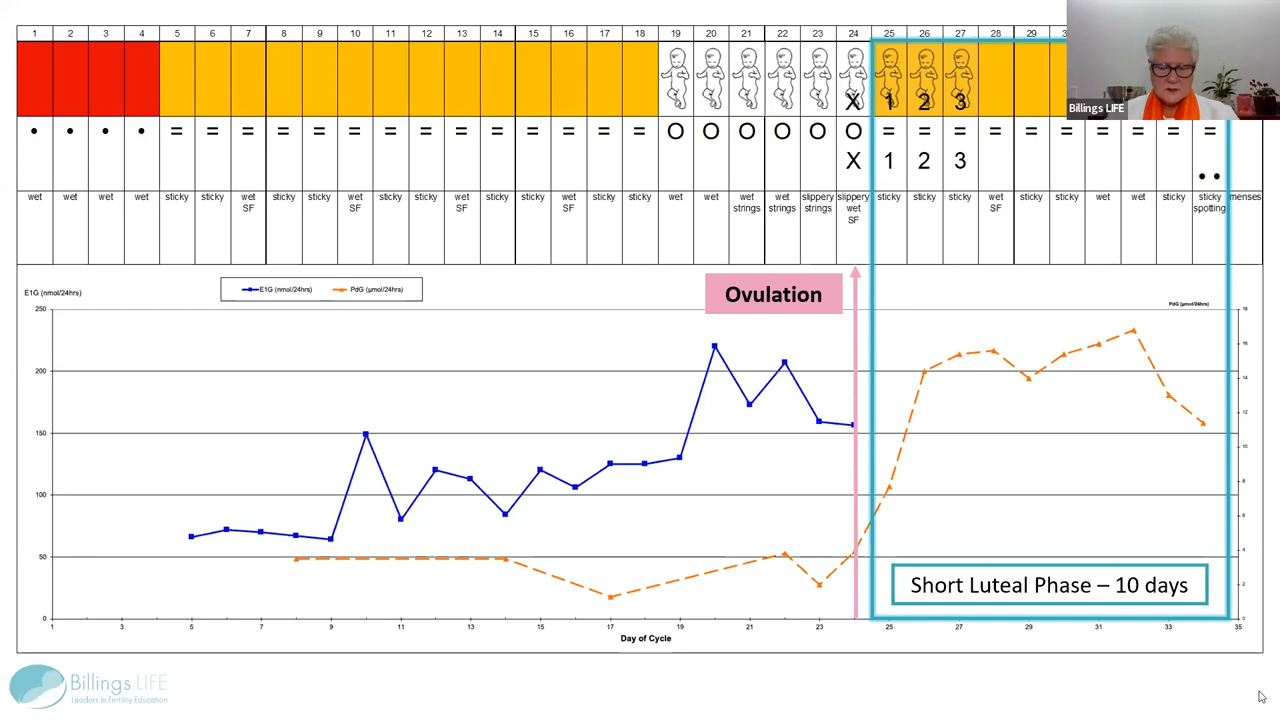 1 2 3 4 5 6 7 8 9 10 11 12 13 14 15 16 17 18 19 20 21 22 23 24 25 26 27 28 29
Billings LIFE
X 1 2 3
• • • • = = = = = = = = = = = = = = O O O O O O = = = = = = = = = =
X 1 2 3 • •
wet wet wet wet sticky sticky wet sticky sticky wet sticky sticky wet sticky sticky wet sticky sticky wet wet wet wet slippery slippery sticky sticky sticky wet sticky sticky wet wet sticky sticky menses
SF SF SF SF strings strings strings wet SF spotting
SF
E1G (nmol/24hrs)
E1G (nmol/24hrs) PdG (µmol/24hrs)
Ovulation
PdG (µmol/24hrs)
250 18
16
200
14
12
150
10
100
8
6
50
4
Short Luteal Phase – 10 days
2
0 0
1 3 5 7 9 11 13 15 17 19 21 23 25 27 29 31 33 35
Day of Cycle
Billings LIFE
Leaders In Fertility Education